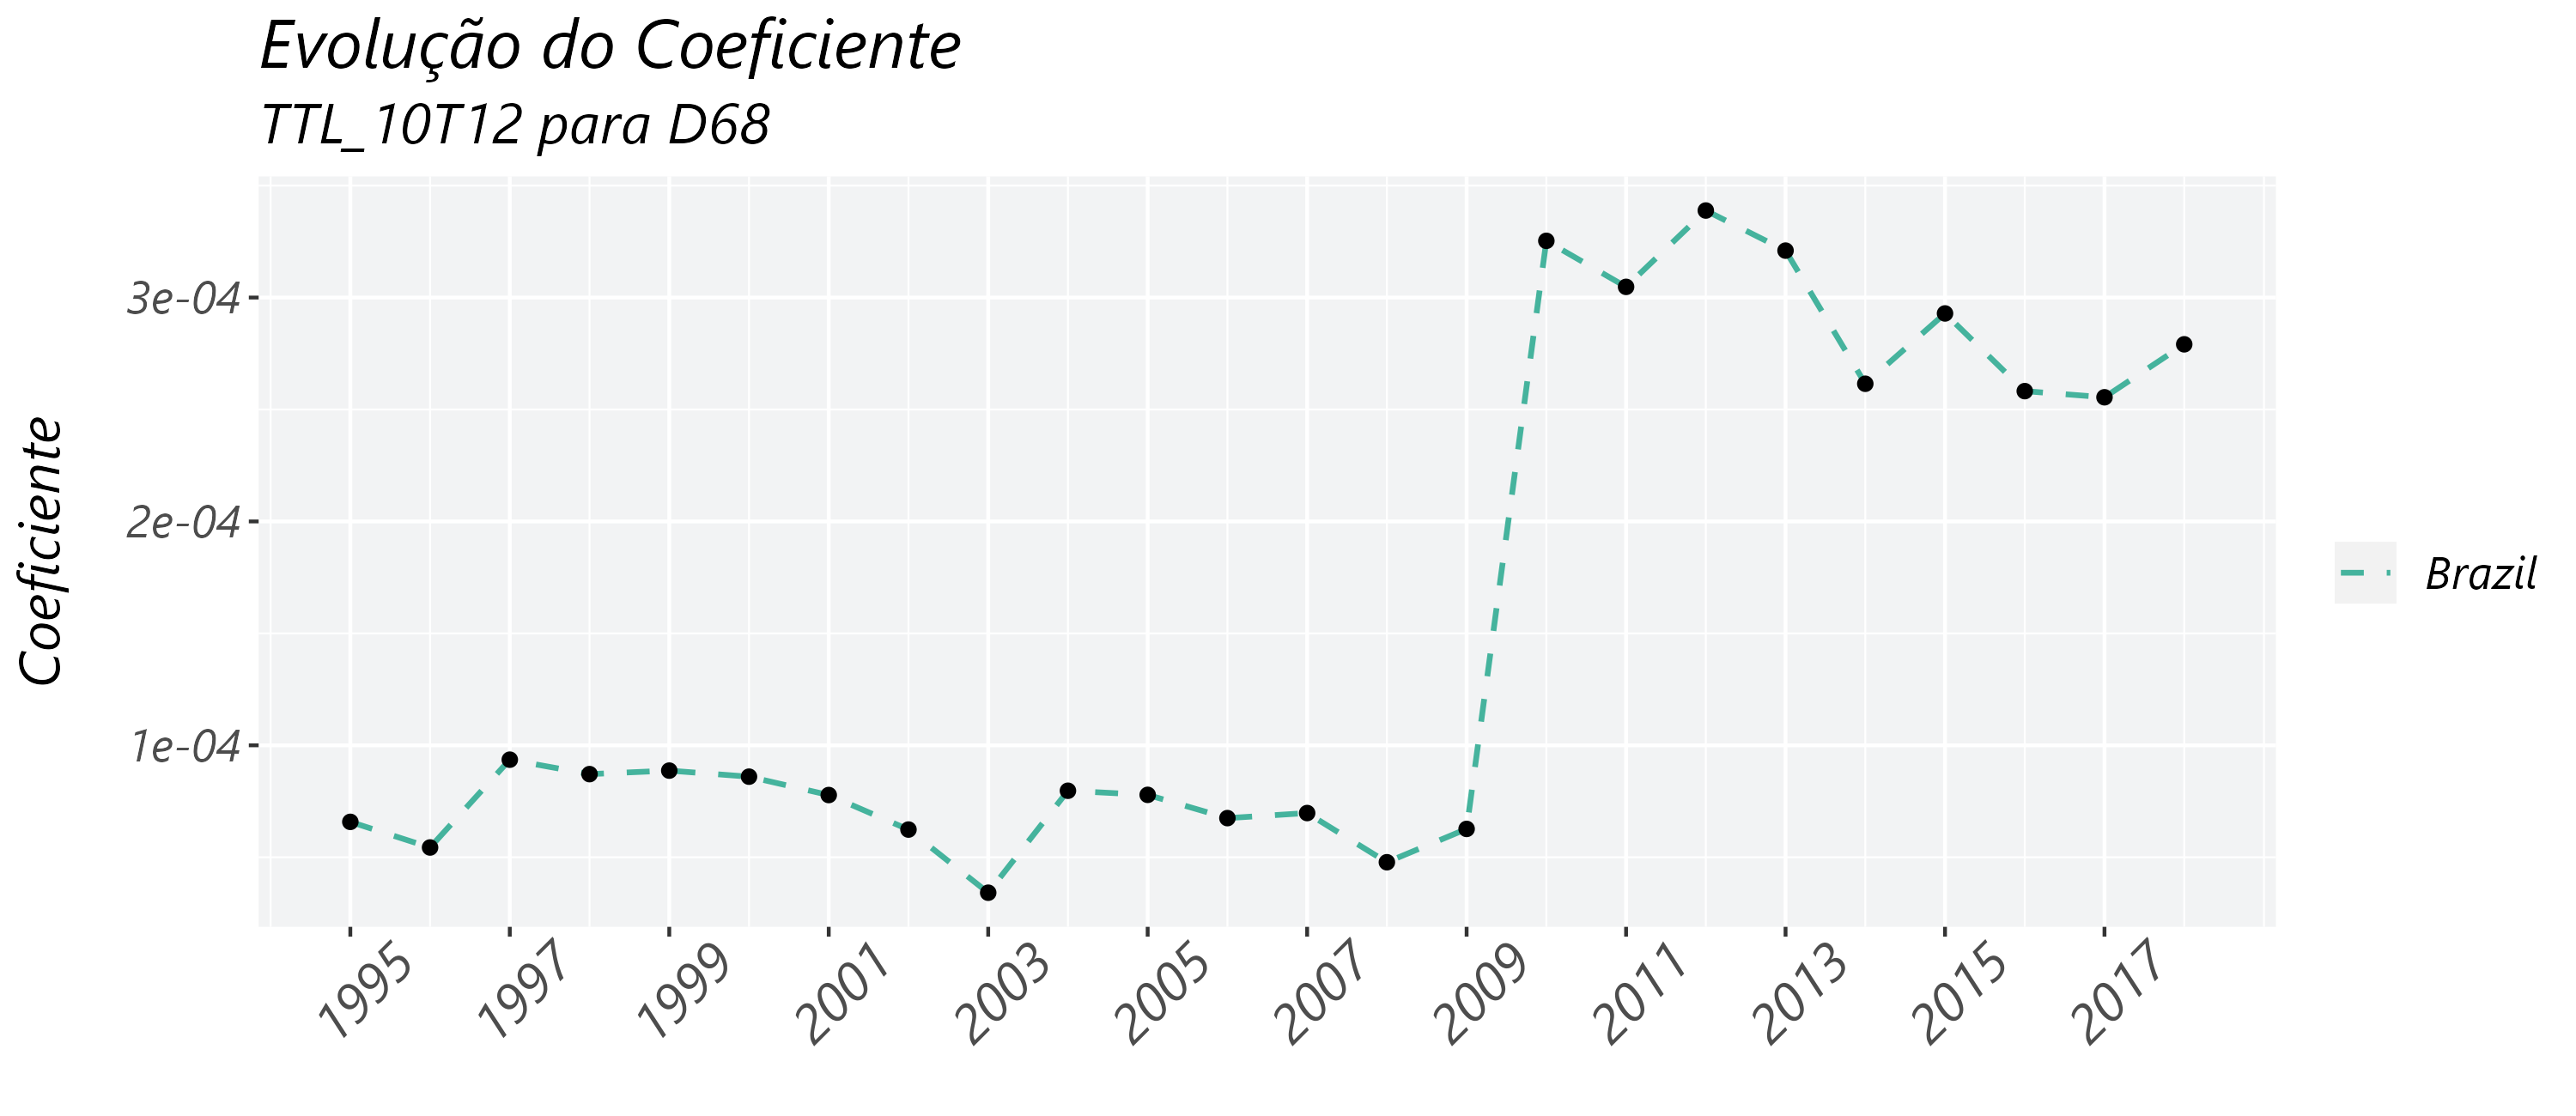 Evolução do Coeficiente
TTL_10T12 para D68
Coeficiente
3e-04
2e-04
1e-04
1995
1997
1999
2001
2003
2005
2007
2009
2011
2013
2015
2017
Brazil